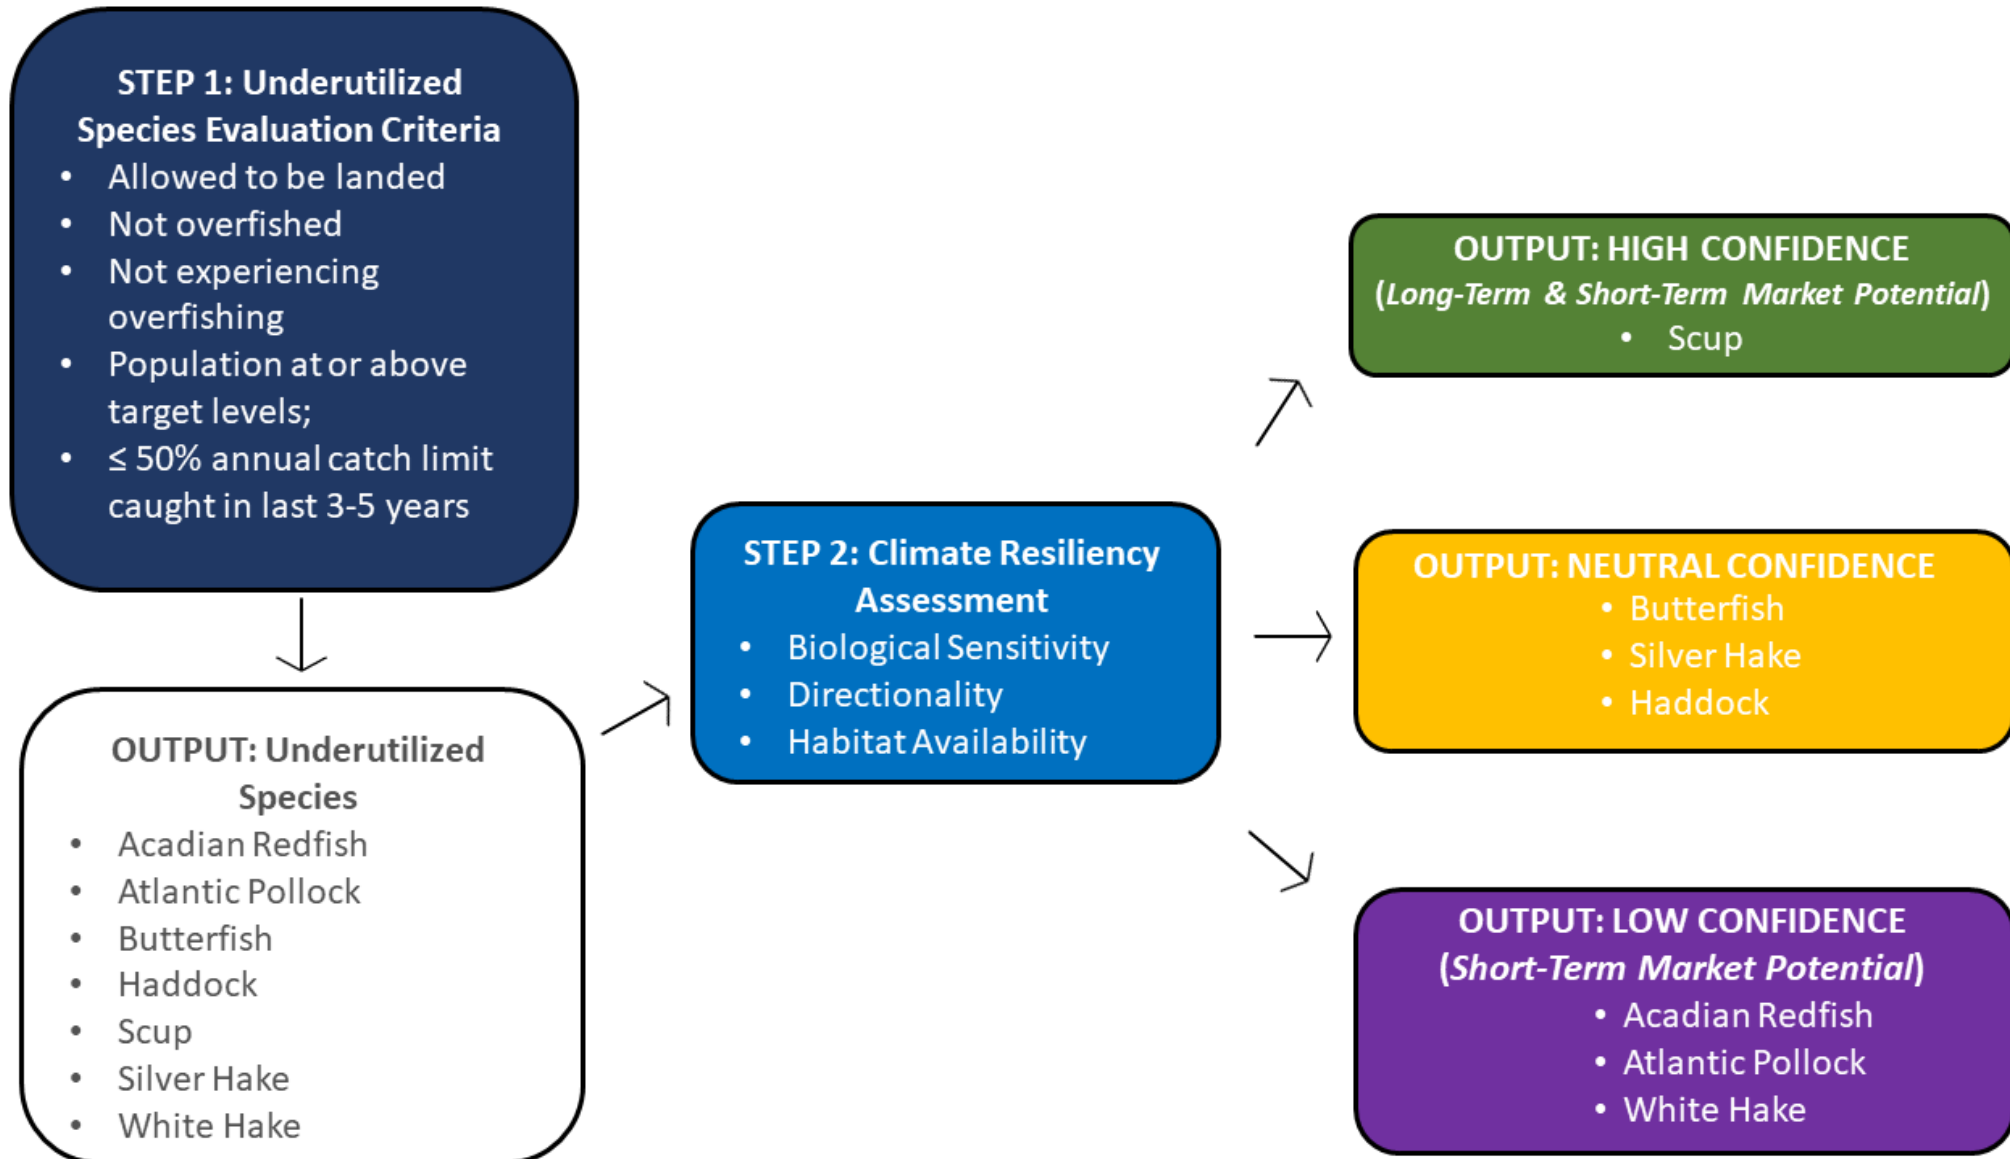 STEP 1: Underutilized
Species Evaluation Criteria
• Allowed to be landed
• Not overfished
• Not experiencing
overfishing
• Population at or above
target levels;
• ≤ 50% annual catch limit
caught in last 3-5 years
OUTPUT: Underutilized
Species
• Acadian Redfish
• Atlantic Pollock
• Butterfish
• Haddock
• Scup
• Silver Hake
• White Hake
STEP 2: Climate Resiliency
Assessment
• Biological Sensitivity
• Directionality
• Habitat Availability
OUTPUT: HIGH CONFIDENCE
(Long-Term & Short-Term Market Potential)
• Scup
OUTPUT: NEUTRAL CONFIDENCE
• Butterfish
• Silver Hake
• Haddock
OUTPUT: LOW CONFIDENCE
(Short-Term Market Potential)
• Acadian Redfish
• Atlantic Pollock
• White Hake